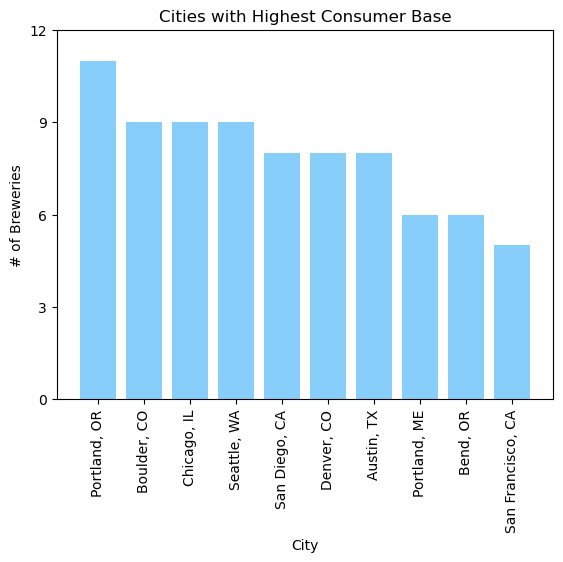 Cities with Highest Consumer Base
# of Breweries
12
9
6
3
0
Portland, OR
Boulder, CO
Chicago, IL
Seattle, WA
San Diego, CA
Denver, CO
Austin, TX
Portland, ME
Bend, OR
San Francisco, CA
City